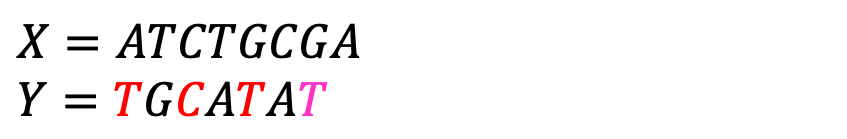 X = ATCTGCGA
Y = TGCATAT